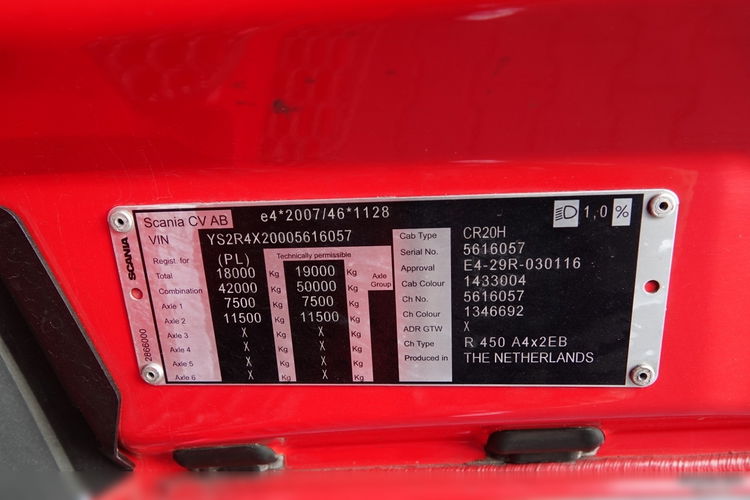 Scania CV AB e4*2007/46*1128 1,0 %
VIN YS2R4X20005616057
SCANIA
2866000
Regist. for (PL) Technically permissible
Total 18000 Kg 19000 Kg Axle Group
Combination 42000 Kg 50000 Kg
Axle 1 7500 Kg 7500 Kg
Axle 2 11500 Kg 11500 Kg
Axle 3 X Kg X Kg
Axle 4 X Kg X Kg
Axle 5 X Kg X Kg
Axle 6 X Kg X Kg
Cab Type CR20H
Serial No. 5616057
Approval E4-29R-030116
Cab Colour 1433004
Ch No. 5616057
Ch Colour 1346692
ADR GTW X
Ch Type R 450 A4x2EB
Produced in THE NETHERLANDS